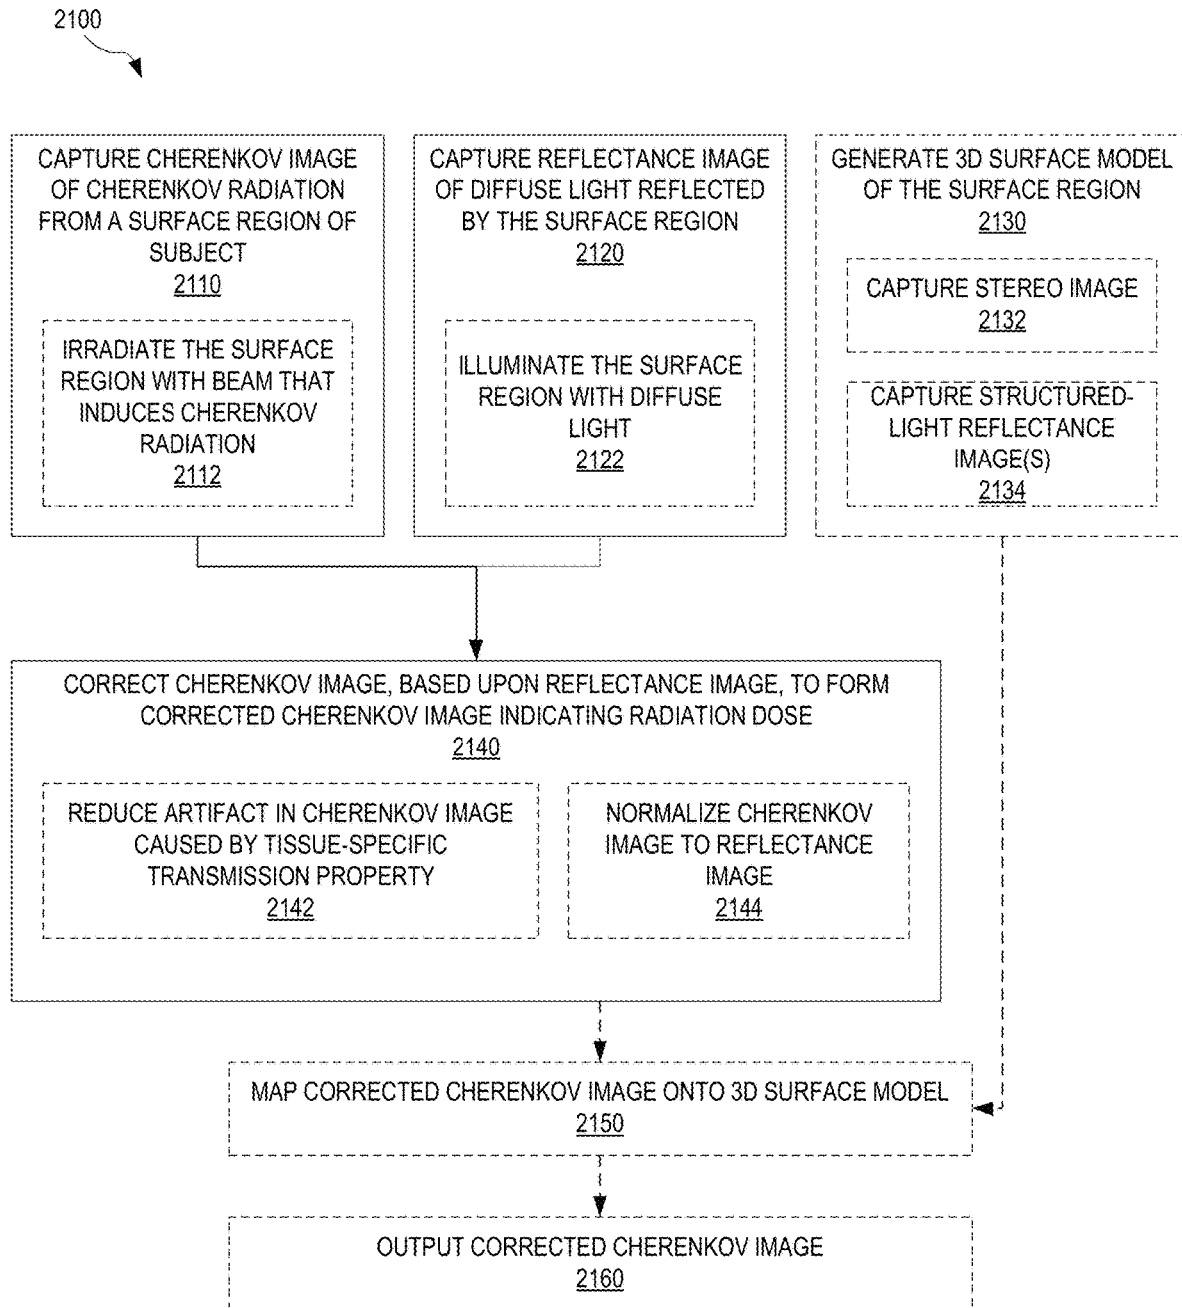 2100
CAPTURE CHERENKOV IMAGE
OF CHERENKOV RADIATION
FROM A SURFACE REGION OF
SUBJECT
2110
IRRADIATE THE SURFACE
REGION WITH BEAM THAT
INDUCES CHERENKOV
RADIATION
2112
CAPTURE REFLECTANCE IMAGE
OF DIFFUSE LIGHT REFLECTED
BY THE SURFACE REGION
2120
ILLUMINATE THE SURFACE
REGION WITH DIFFUSE
LIGHT
2122
GENERATE 3D SURFACE MODEL
OF THE SURFACE REGION
2130
CAPTURE STEREO IMAGE
2132
CAPTURE STRUCTURED-
LIGHT REFLECTANCE
IMAGE(S)
2134
CORRECT CHERENKOV IMAGE, BASED UPON REFLECTANCE IMAGE, TO FORM
CORRECTED CHERENKOV IMAGE INDICATING RADIATION DOSE
2140
REDUCE ARTIFACT IN CHERENKOV IMAGE
CAUSED BY TISSUE-SPECIFIC
TRANSMISSION PROPERTY
2142
NORMALIZE CHERENKOV
IMAGE TO REFLECTANCE
IMAGE
2144
MAP CORRECTED CHERENKOV IMAGE ONTO 3D SURFACE MODEL
2150
OUTPUT CORRECTED CHERENKOV IMAGE
2160